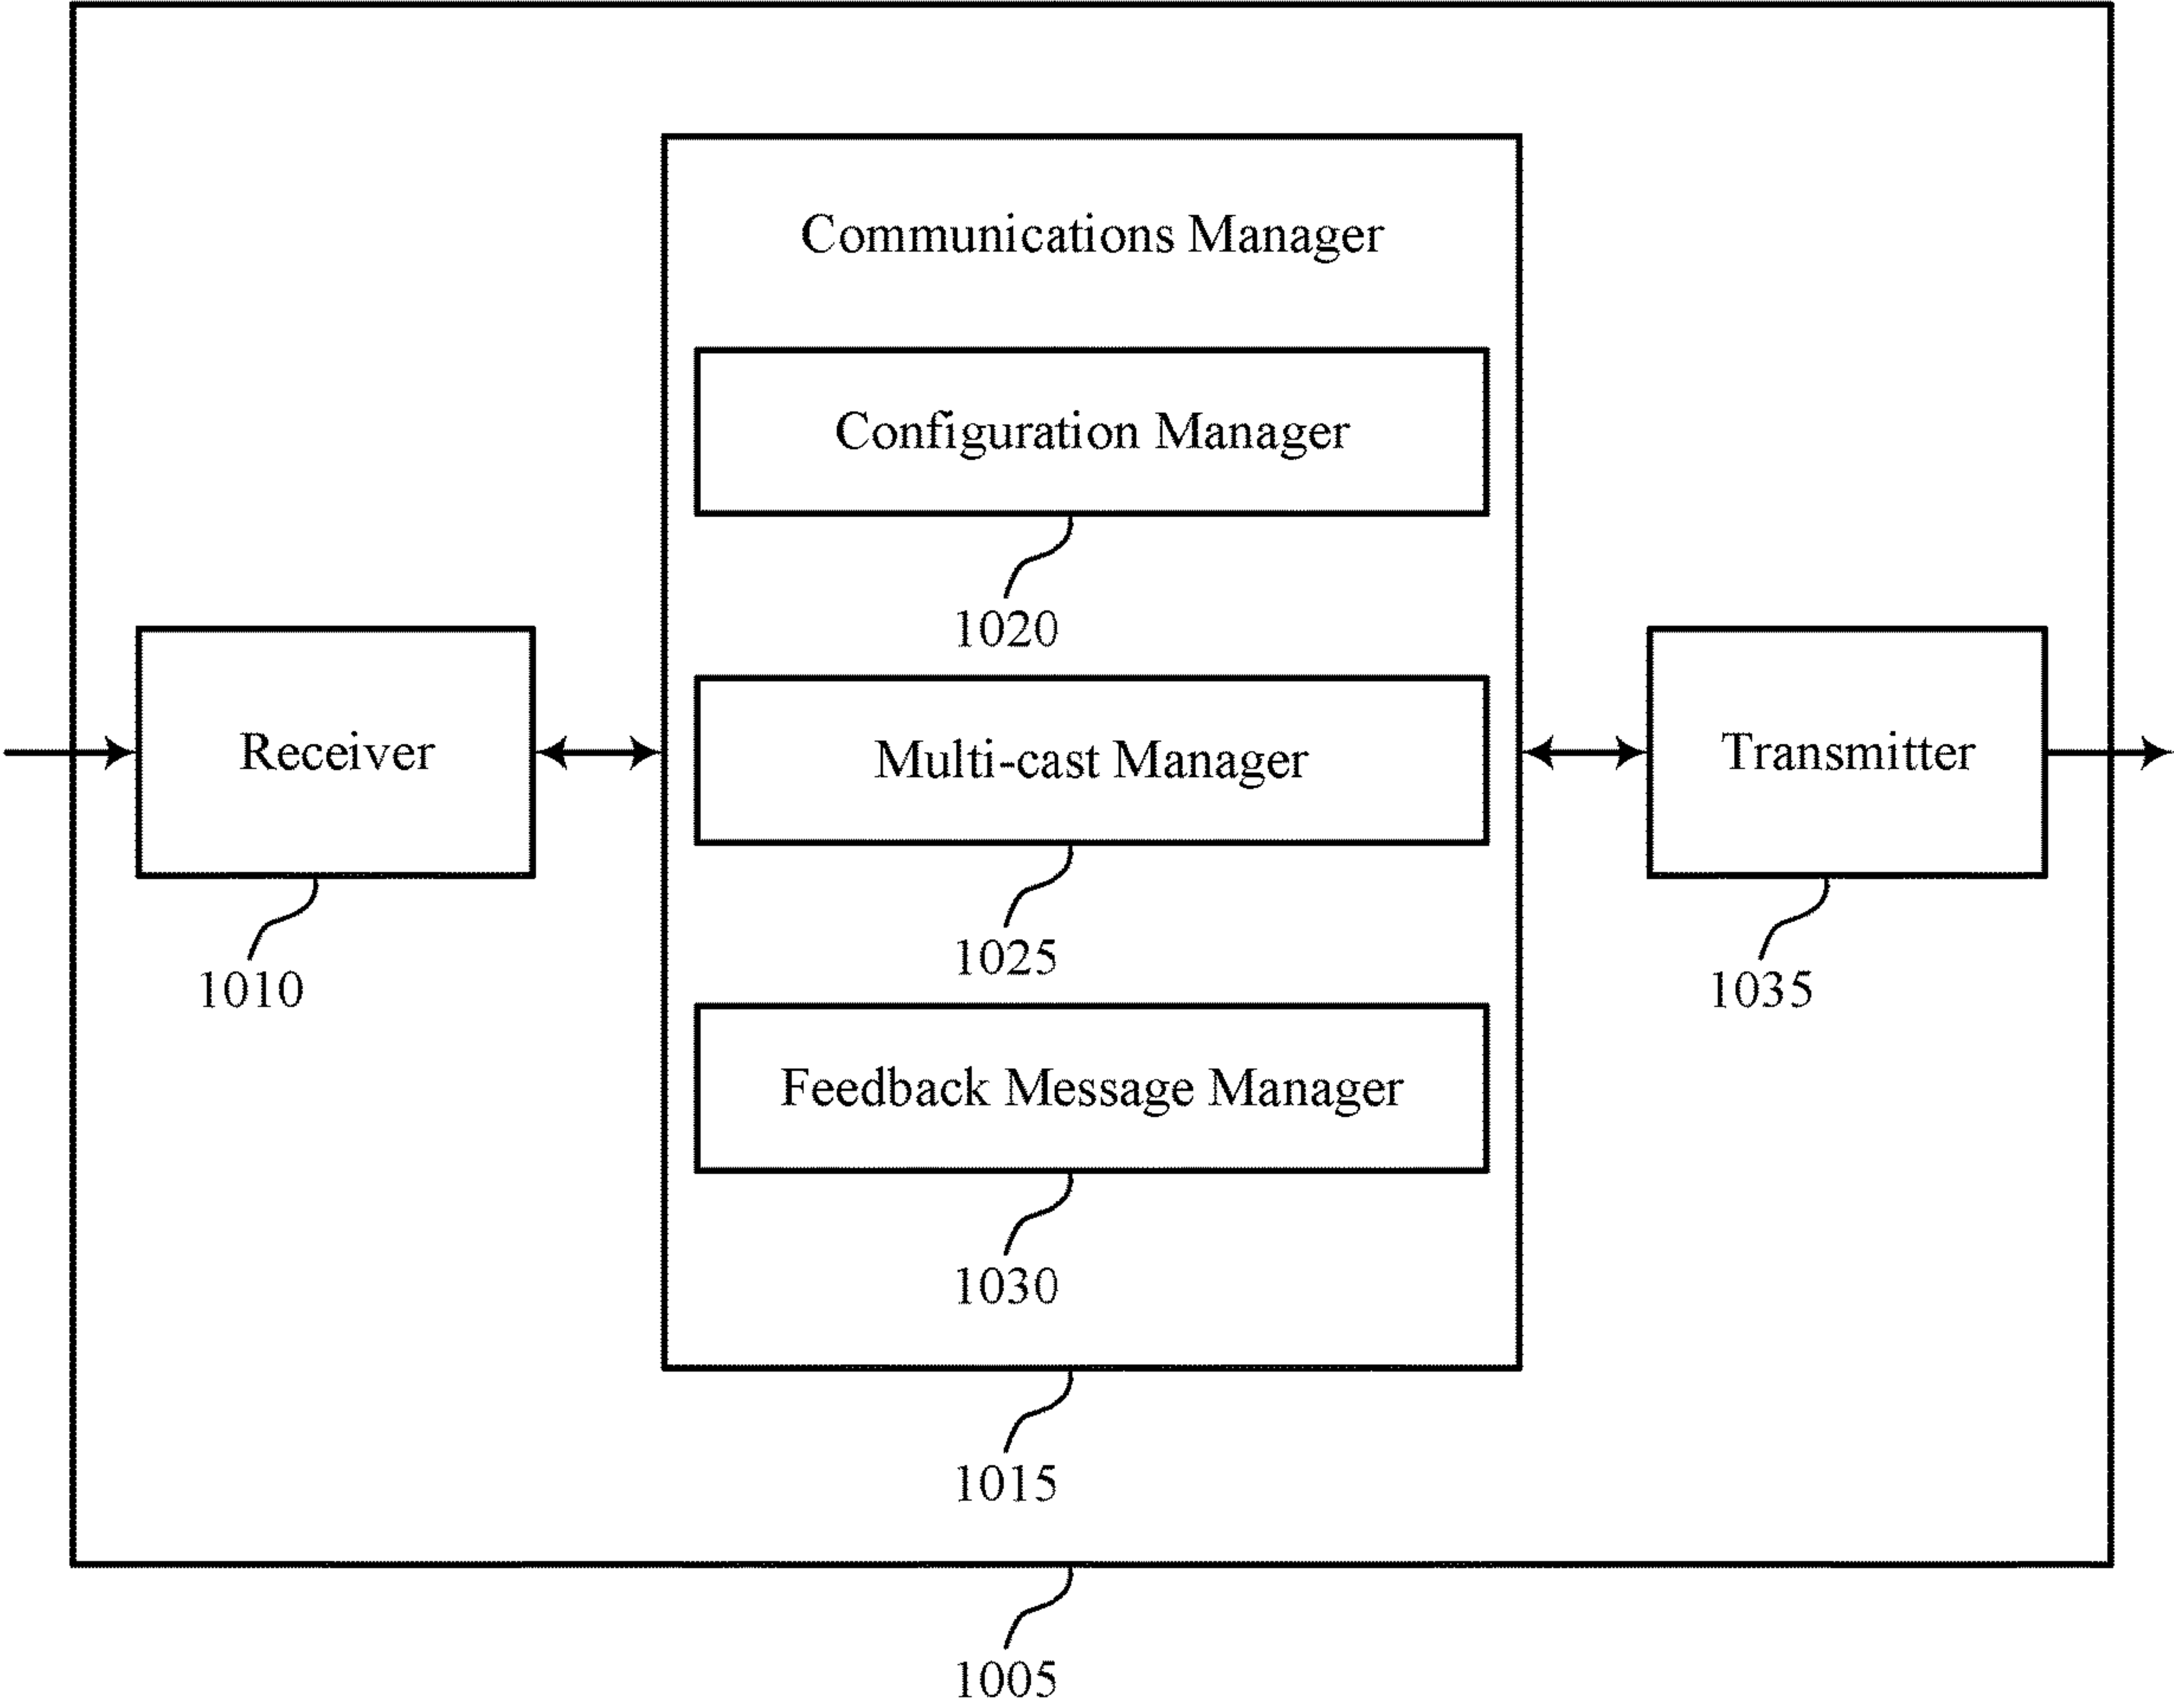 Communications Manager
Configuration Manager
1020
Receiver
1010
Multi-cast Manager
1025
Transmitter
1035
Feedback Message Manager
1030
1015
1005